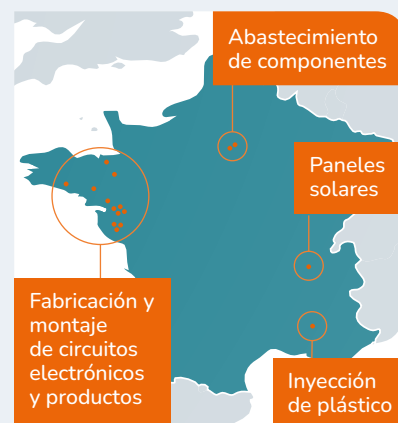 Abastecimiento
de componentes
Paneles
solares
Fabricación y
montaje
de circuitos
electrónicos
y productos
Inyección
de plástico